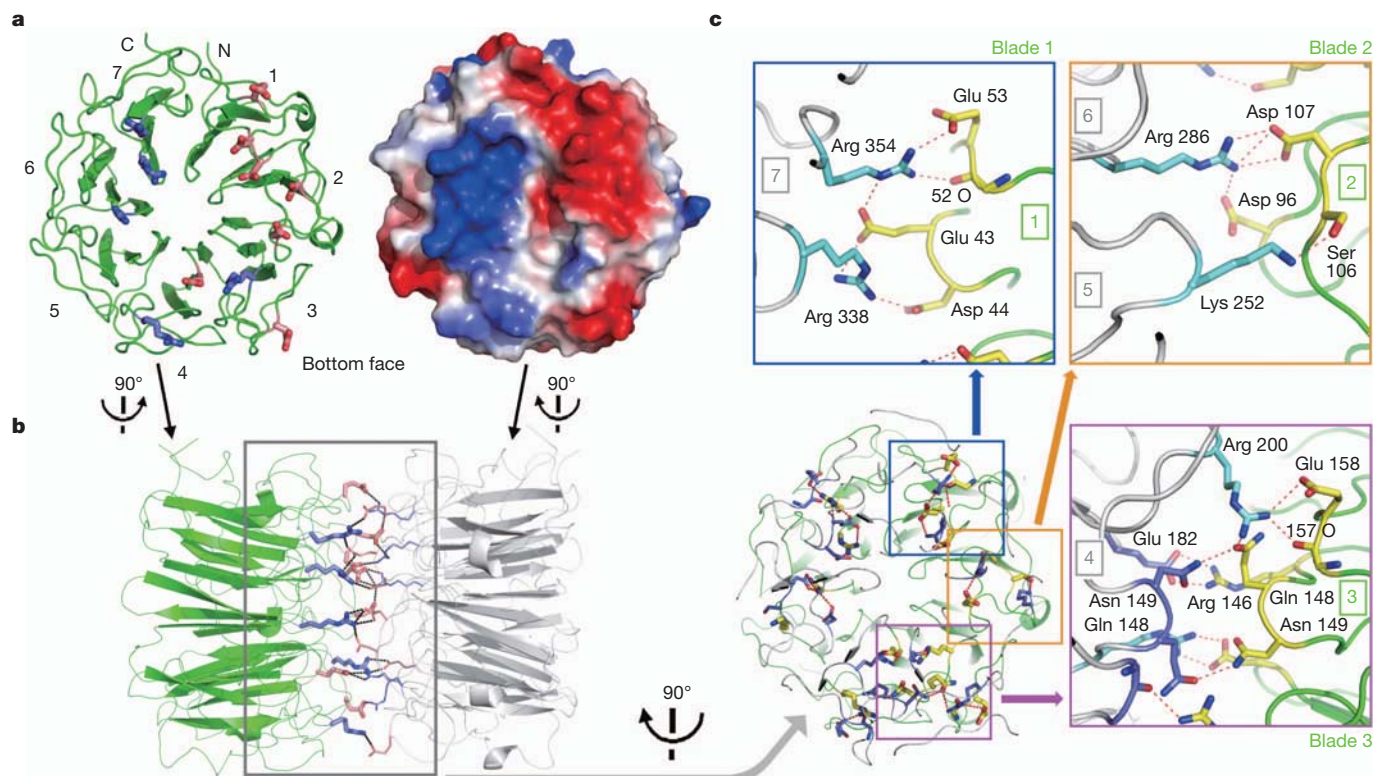 a
C
N
7
1
6
2
5
3
4
Bottom face
90°
90°
b
90°
c
Blade 1
Glu 53
Arg 354
7
52 O
1
Glu 43
Arg 338
Asp 44
Blade 2
6
Asp 107
Arg 286
2
Asp 96
Ser
106
5
Lys 252
Arg 200
Glu 158
157 O
Glu 182
4
3
Asn 149
Arg 146
Gln 148
Gln 148
Asn 149
Blade 3